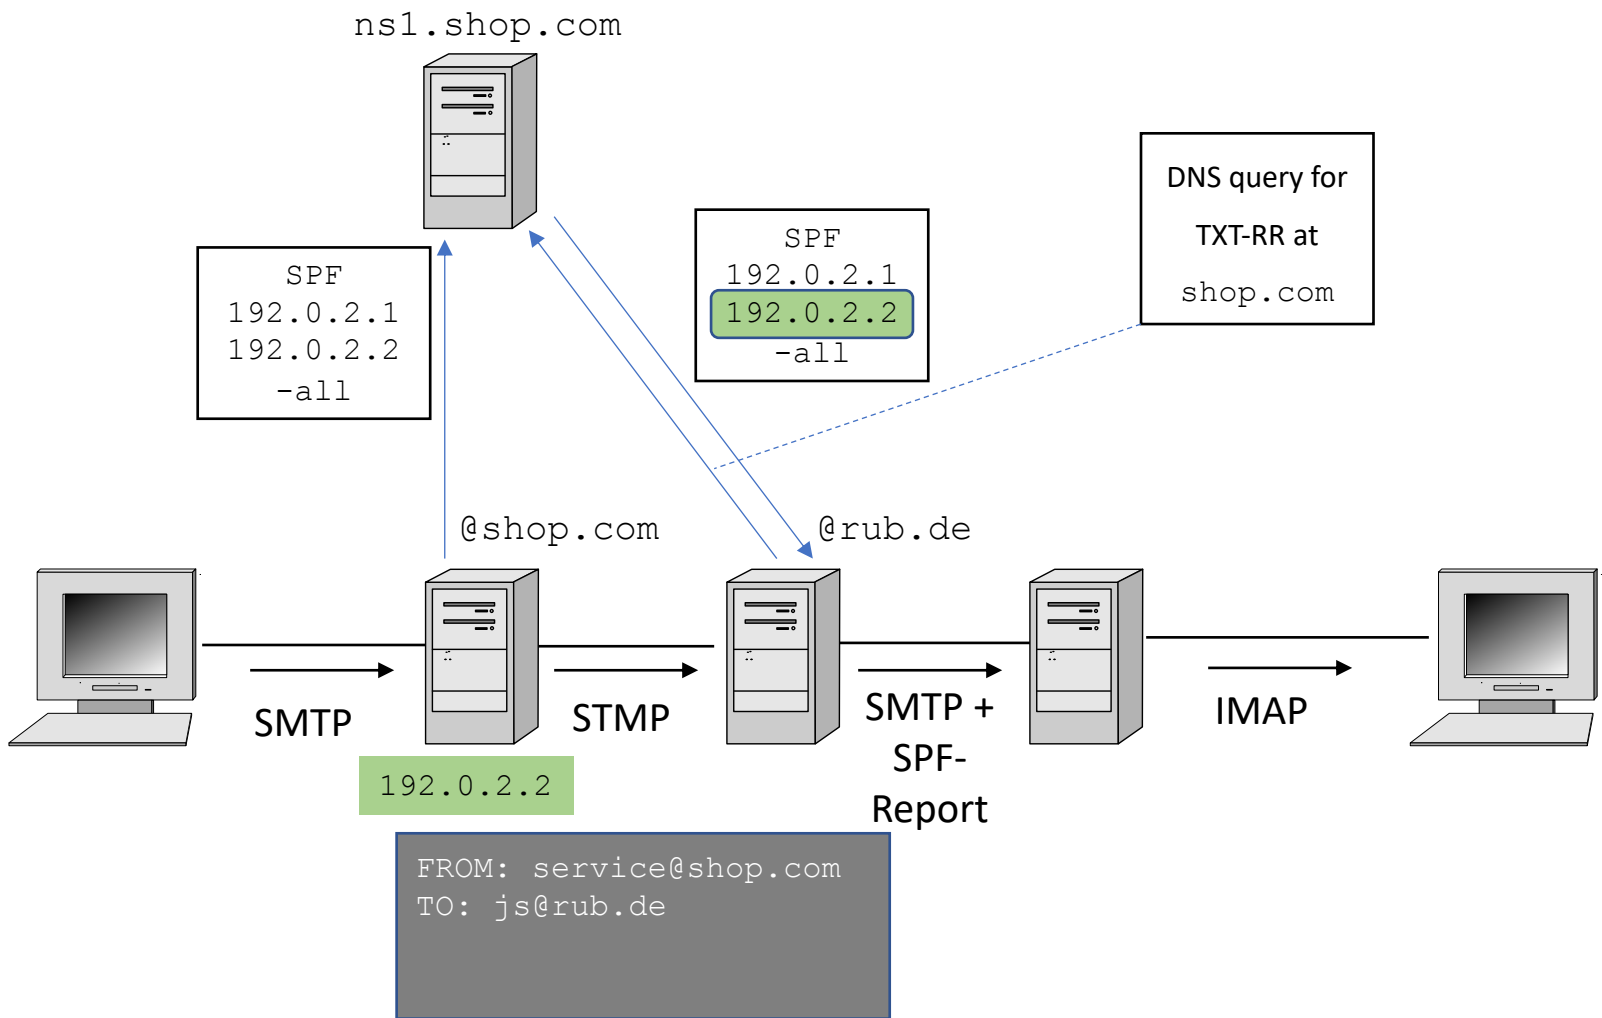 ns1.shop.com
SPF
192.0.2.1
192.0.2.2
-all
SPF
192.0.2.1
192.0.2.2
-all
DNS query for
TXT-RR at
shop.com
@shop.com
@rub.de
SMTP
STMP
SMTP +
SPF-
Report
IMAP
192.0.2.2
FROM: service@shop.com
TO: js@rub.de